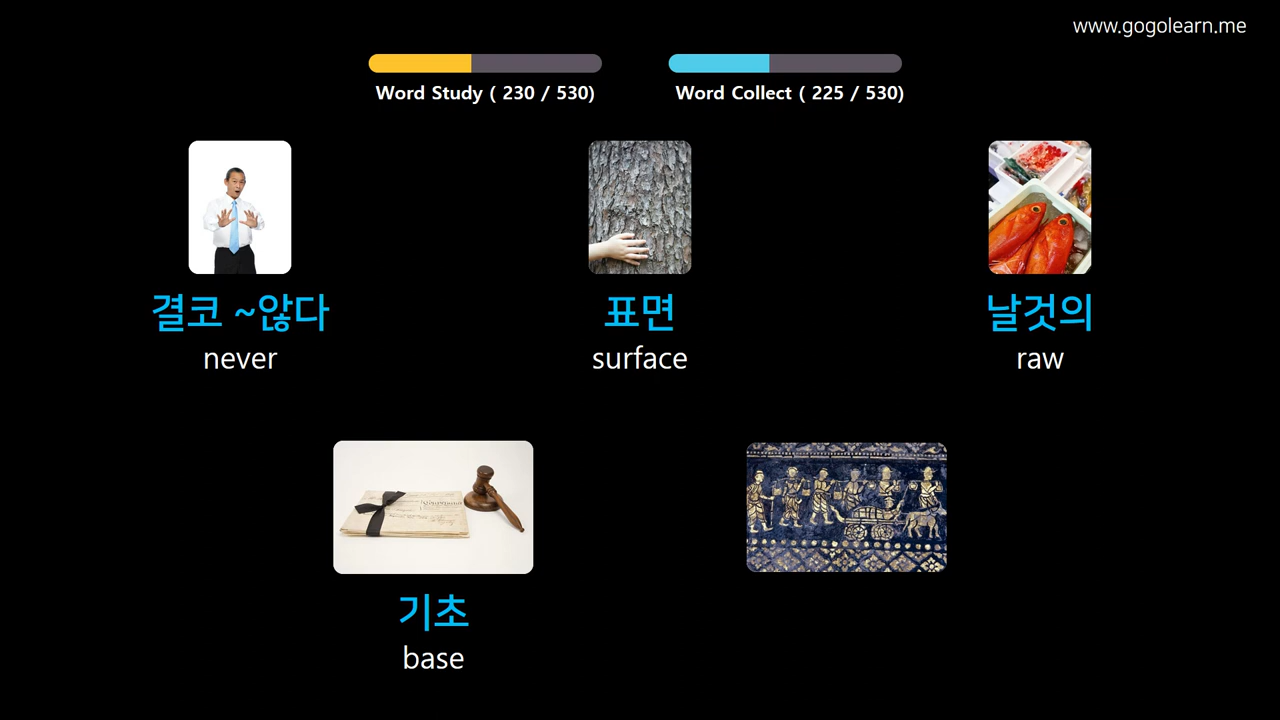 www.gogolearn.me
Word Study ( 230 / 530)
Word Collect ( 225 / 530)
결코 ~않다
never
표면
surface
날것의
raw
기초
base